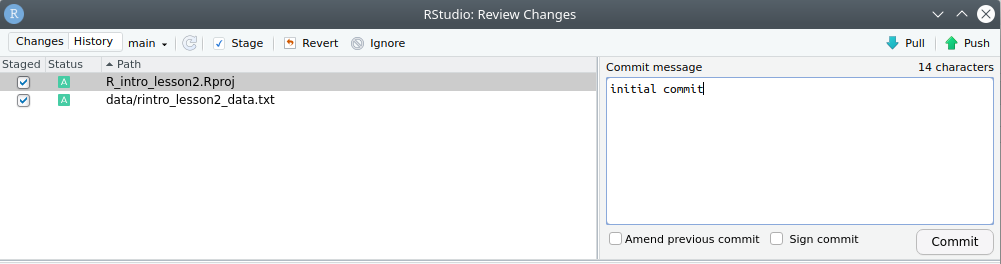 R RStudio: Review Changes
Changes History main Stage Revert Ignore Pull Push
Staged Status Path
A R_intro_lesson2.Rproj
A data/rintro_lesson2_data.txt
Commit message 14 characters
initial commit
Amend previous commit Sign commit Commit